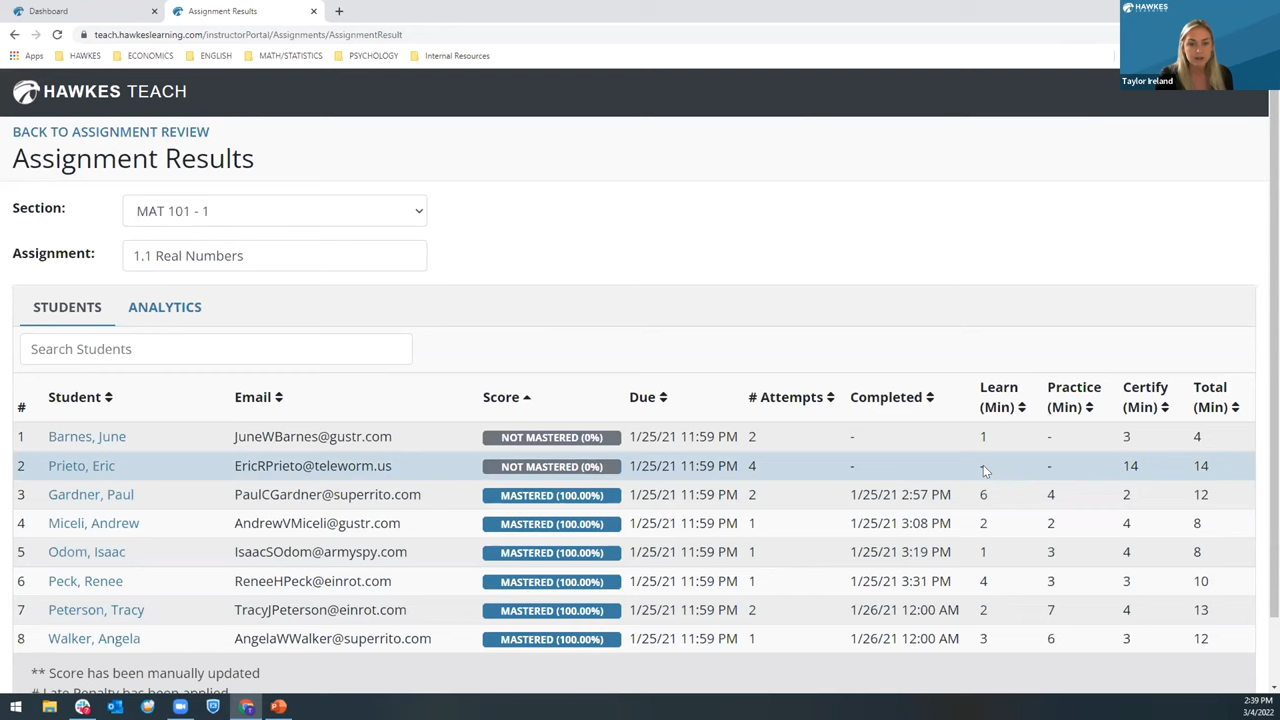 Dashboard
Assignment Results
teach.hawkeslearning.com/instructorPortal/Assignments/AssignmentResult
Apps HAWKES ECONOMICS ENGLISH MATH/STATISTICS PSYCHOLOGY Internal Resources
HAWKES LEARNING
Taylor Ireland
HAWKES TEACH
BACK TO ASSIGNMENT REVIEW
Assignment Results
Section: MAT 101 - 1
Assignment: 1.1 Real Numbers
STUDENTS ANALYTICS
Search Students
# Student Email Score Due # Attempts Completed Learn (Min) Practice (Min) Certify (Min) Total (Min)
1 Barnes, June JuneWBarnes@gustr.com NOT MASTERED (0%) 1/25/21 11:59 PM 2 - 1 - 3 4
2 Prieto, Eric EricRPrieto@teleworm.us NOT MASTERED (0%) 1/25/21 11:59 PM 4 - - - 14 14
3 Gardner, Paul PaulCGardner@superrito.com MASTERED (100.00%) 1/25/21 11:59 PM 2 1/25/21 2:57 PM 6 4 2 12
4 Miceli, Andrew AndrewVMiceli@gustr.com MASTERED (100.00%) 1/25/21 11:59 PM 1 1/25/21 3:08 PM 2 2 4 8
5 Odom, Isaac IsaacSOdom@armyspy.com MASTERED (100.00%) 1/25/21 11:59 PM 1 1/25/21 3:19 PM 1 3 4 8
6 Peck, Renee ReneeHPeck@einrot.com MASTERED (100.00%) 1/25/21 11:59 PM 1 1/25/21 3:31 PM 4 3 3 10
7 Peterson, Tracy TracyJPeterson@einrot.com MASTERED (100.00%) 1/25/21 11:59 PM 2 1/26/21 12:00 AM 2 7 4 13
8 Walker, Angela AngelaWWalker@superrito.com MASTERED (100.00%) 1/25/21 11:59 PM 1 1/26/21 12:00 AM 3 6 3 12
** Score has been manually updated
# Late Penalty has been applied
2:39 PM
3/4/2022